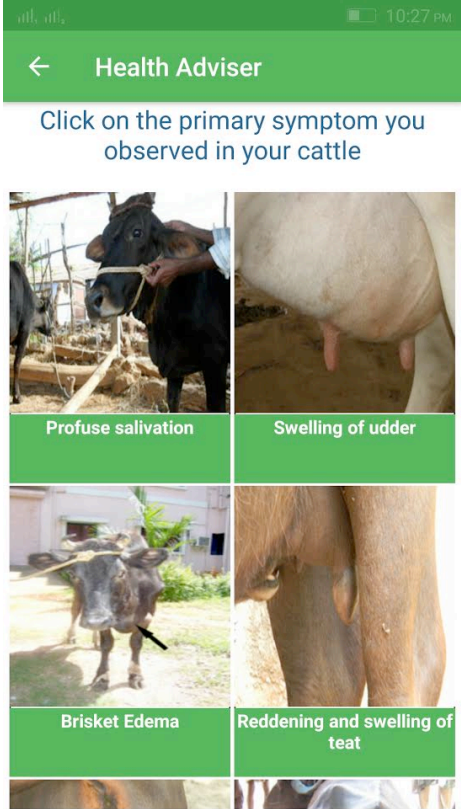 10:27 PM
Health Adviser
Click on the primary symptom you
observed in your cattle
Profuse salivation
Swelling of udder
Brisket Edema
Reddening and swelling of
teat